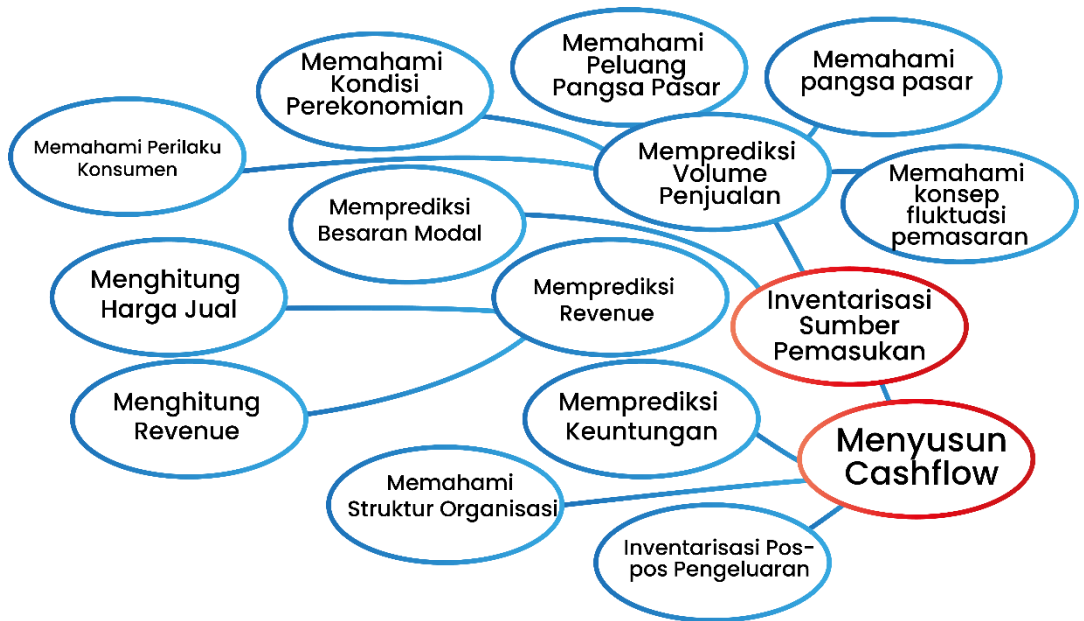 Memahami
Kondisi
Perekonomian
Memahami
Peluang
Pangsa Pasar
Memahami
pangsa pasar
Memahami Perilaku
Konsumen
Memprediksi
Volume
Penjualan
Memahami
konsep
fluktuasi
pemasaran
Memprediksi
Besaran Modal
Menghitung
Harga Jual
Memprediksi
Revenue
Inventarisasi
Sumber
Pemasukan
Menghitung
Revenue
Memprediksi
Keuntungan
Menyusun
Cashflow
Memahami
Struktur Organisasi
Inventarisasi Pos-
pos Pengeluaran